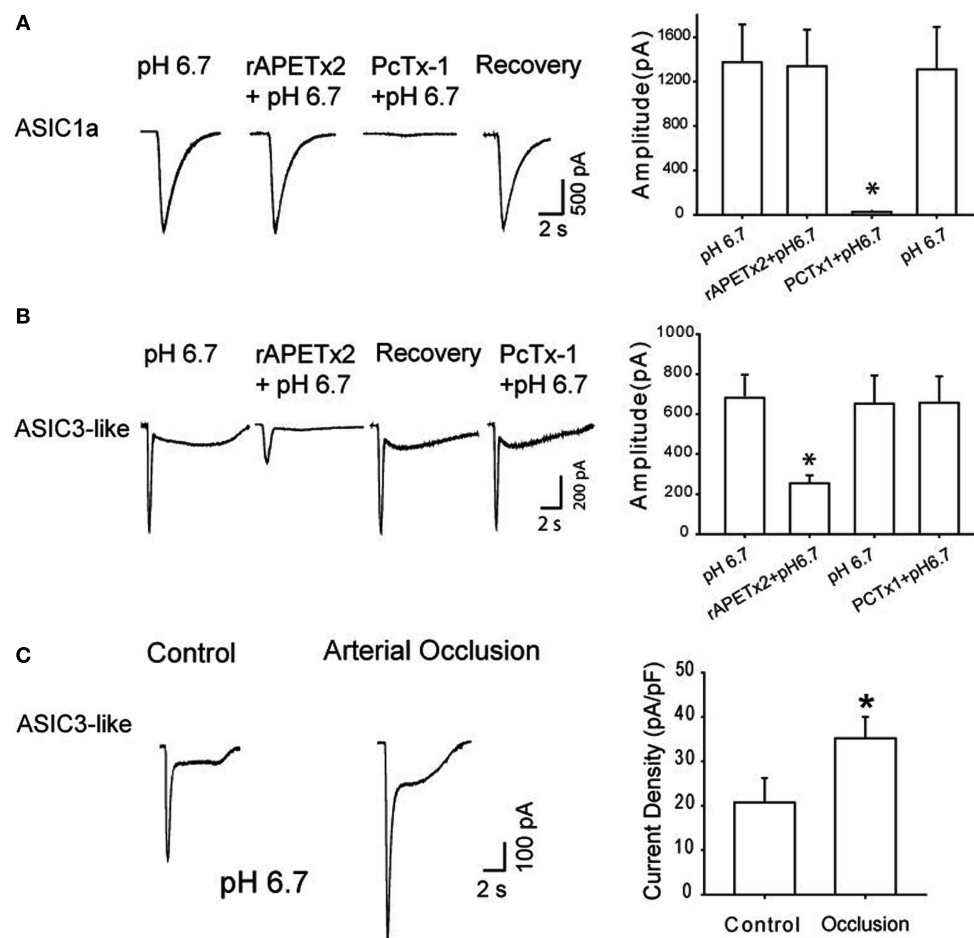 A
pH 6.7
rAPETx2
+ pH 6.7
PcTx-1
+pH 6.7
Recovery
ASIC1a
500 pA
2 s
Amplitude(pA)
1600
1200
800
400
0
pH 6.7
rAPETx2+pH6.7
PCTx1+pH6.7
pH 6.7
*
B
pH 6.7
rAPETx2
+ pH 6.7
Recovery
PcTx-1
+pH 6.7
ASIC3-like
200 pA
2 s
Amplitude(pA)
1000
800
600
400
200
0
pH 6.7
rAPETx2+pH6.7
pH 6.7
PCTx1+pH6.7
*
C
Control
Arterial Occlusion
ASIC3-like
pH 6.7
100 pA
2 s
Current Density (pA/pF)
50
40
30
20
10
0
Control
Occlusion
*